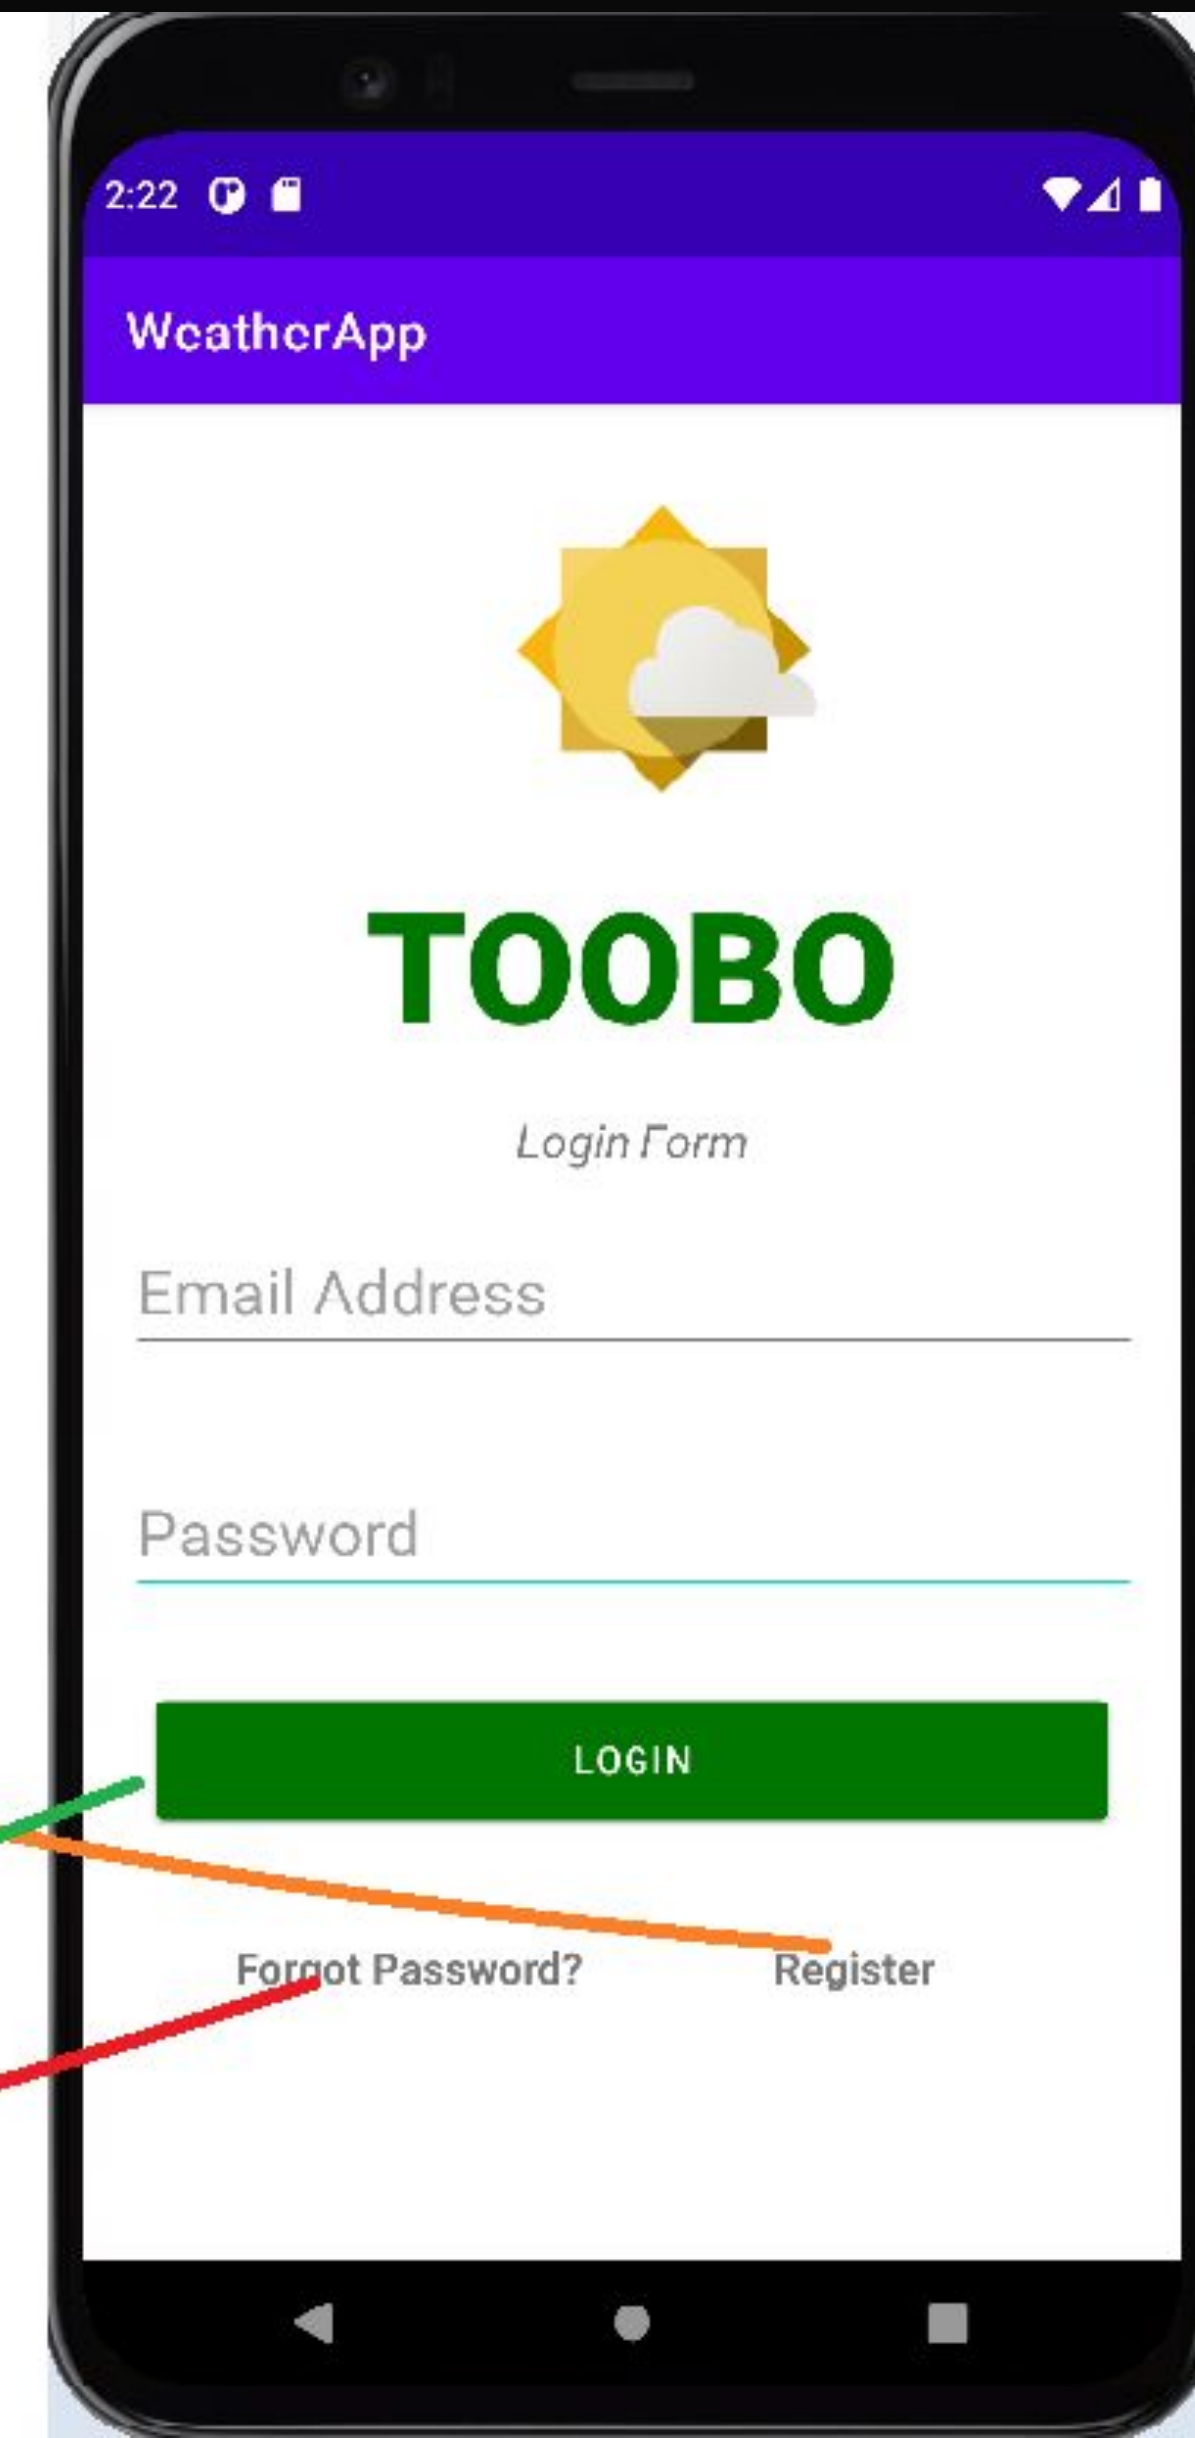 2:22
WeatherApp
TOOBO
Login Form
Email Address
Password
LOGIN
Forgot Password? Register